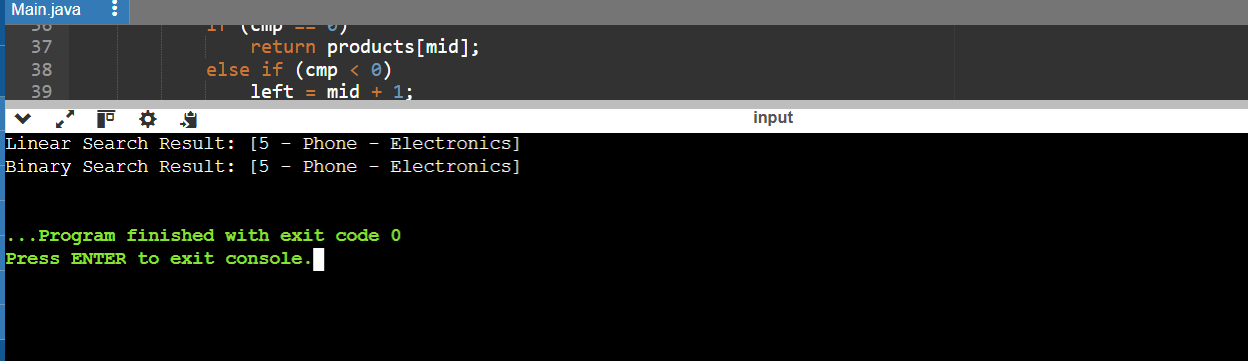 Main.java
36 if (cmp == 0)
37 return products[mid];
38 else if (cmp < 0)
39 left = mid + 1;
input
Linear Search Result: [5 - Phone - Electronics]
Binary Search Result: [5 - Phone - Electronics]
...Program finished with exit code 0
Press ENTER to exit console.